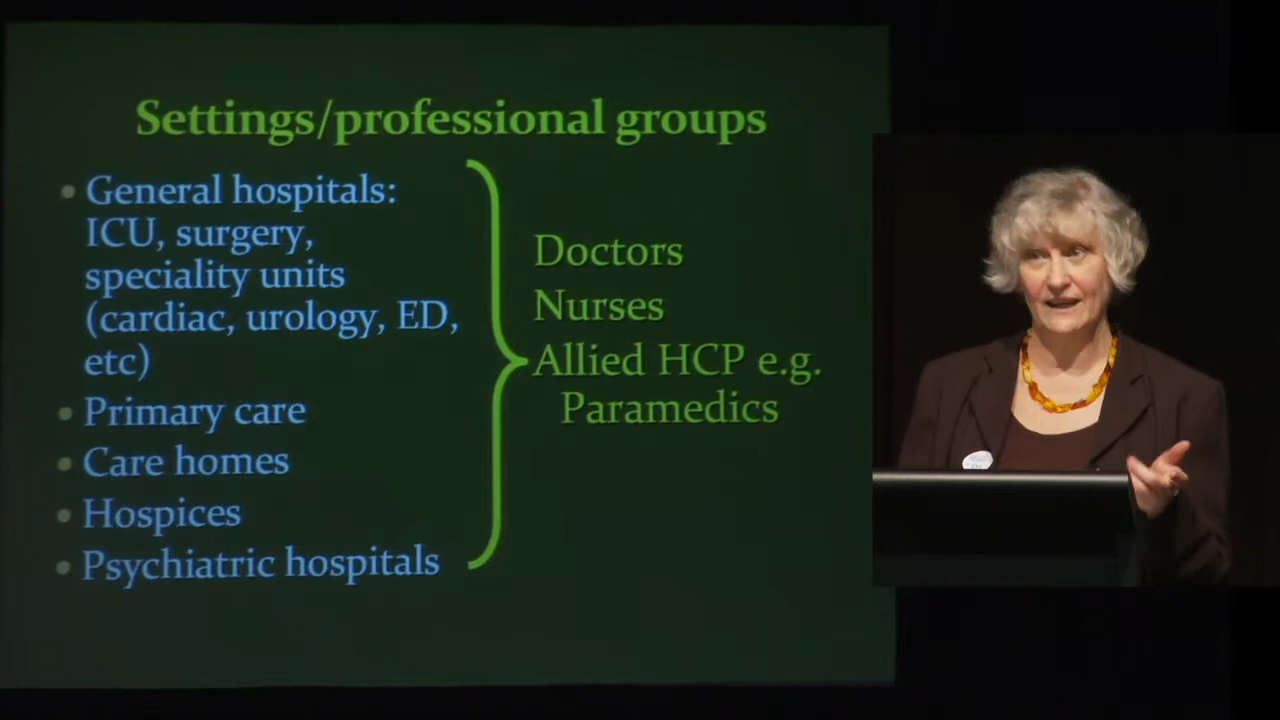 Settings/professional groups
• General hospitals:
ICU, surgery,
speciality units
(cardiac, urology, ED,
etc)
• Primary care
• Care homes
• Hospices
• Psychiatric hospitals
Doctors
Nurses
Allied HCP e.g.
Paramedics